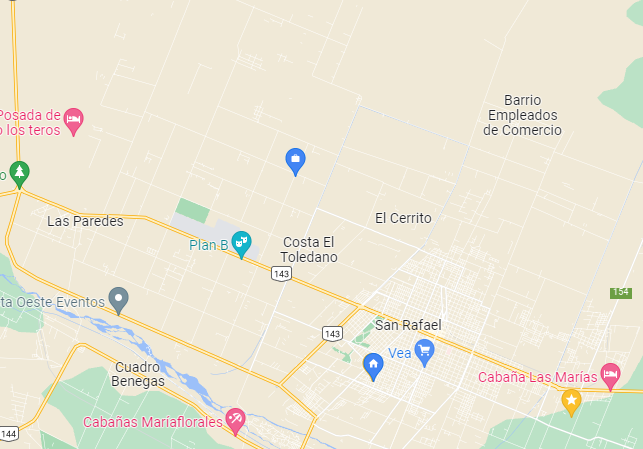 Posada de
los teros
Barrio
Empleados
de Comercio
Las Paredes
El Cerrito
Plan B
Costa El
Toledano
143
154
ta Oeste Eventos
143
San Rafael
Vea
Cuadro
Benegas
Cabaña Las Marías
Cabañas Maríaflorales
144